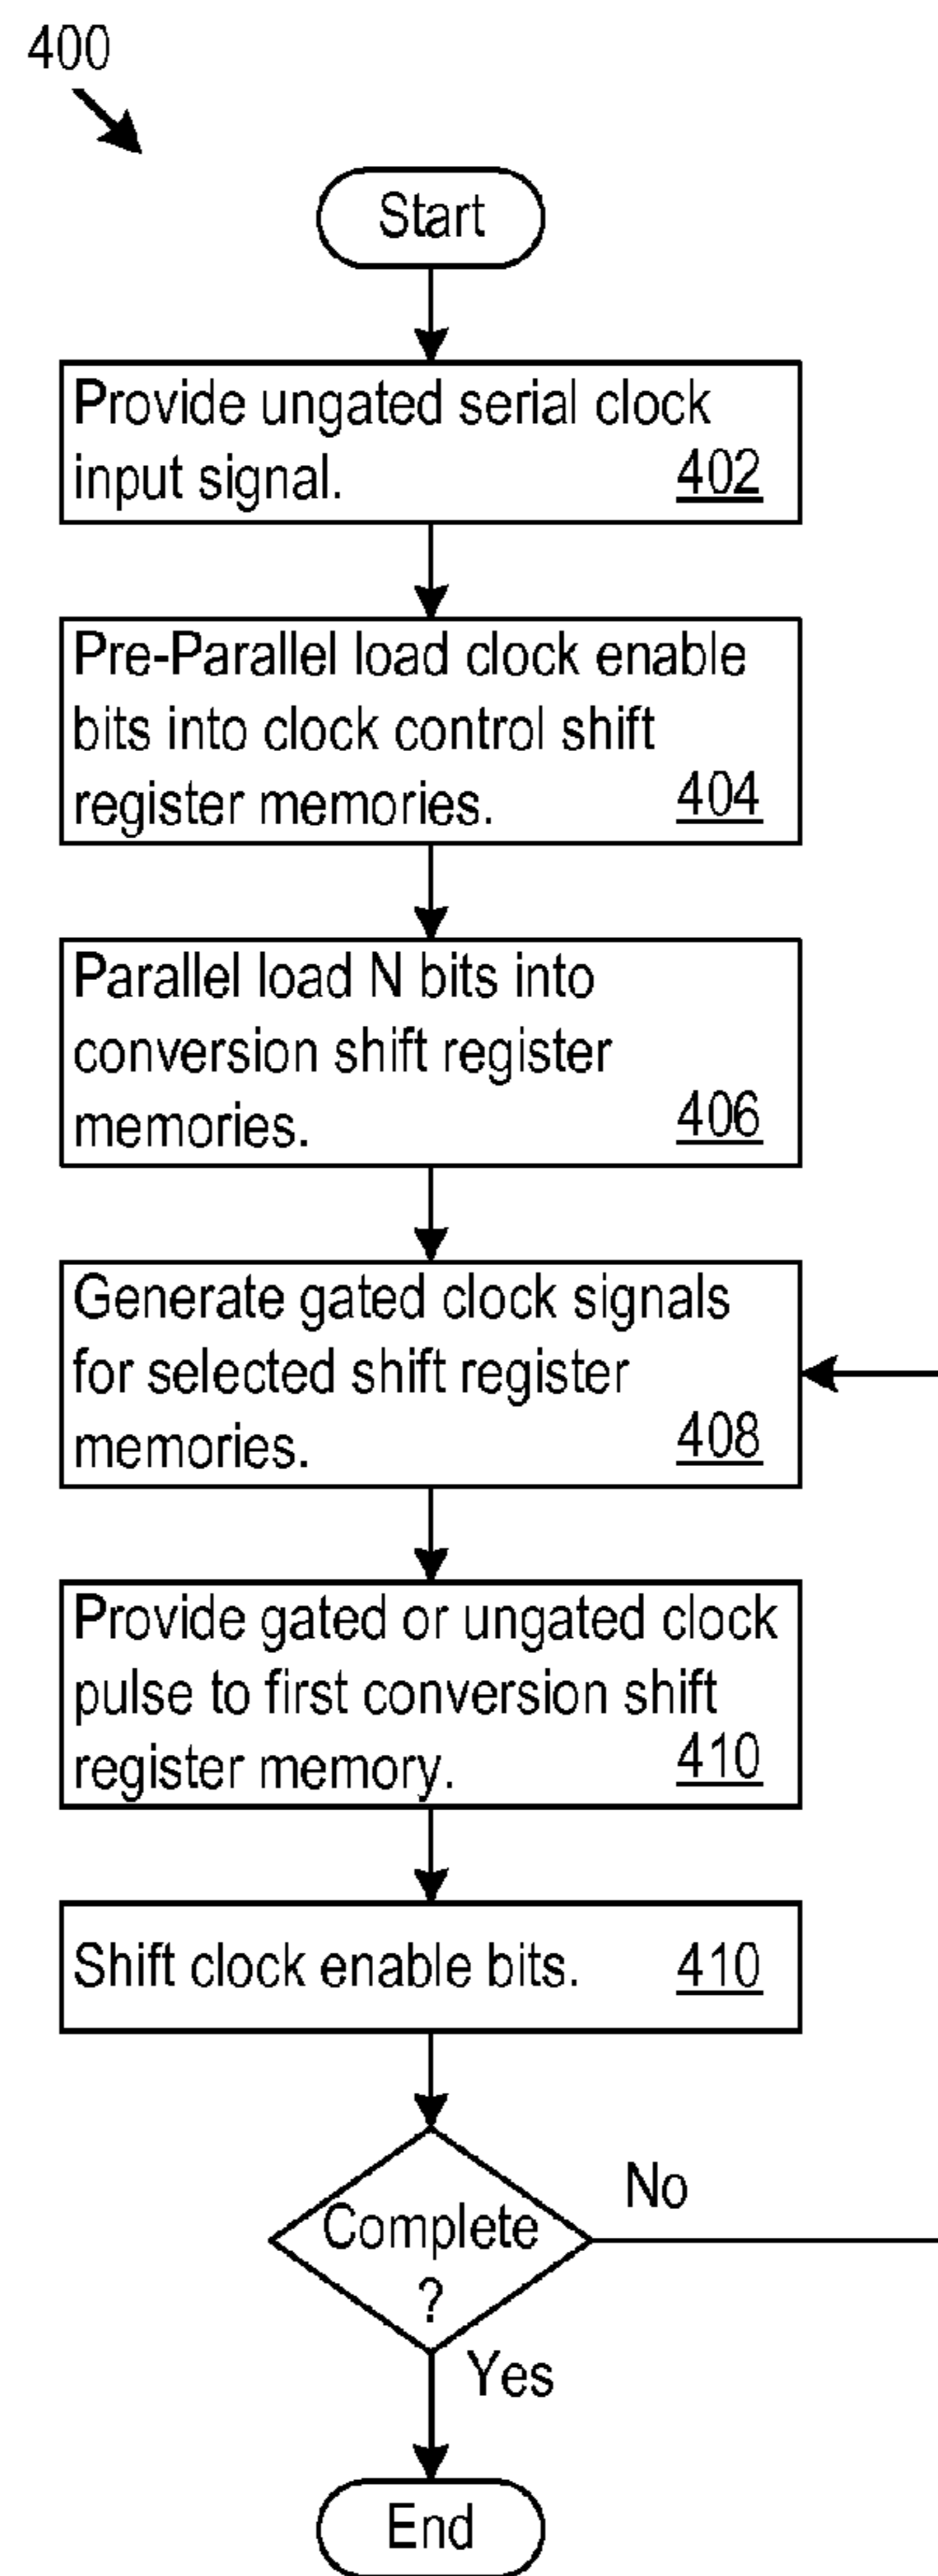 400
Start
Provide ungated serial clock
input signal. 402
Pre-Parallel load clock enable
bits into clock control shift
register memories. 404
Parallel load N bits into
conversion shift register
memories. 406
Generate gated clock signals
for selected shift register
memories. 408
Provide gated or ungated clock
pulse to first conversion shift
register memory. 410
Shift clock enable bits. 410
Complete
?
No
Yes
End